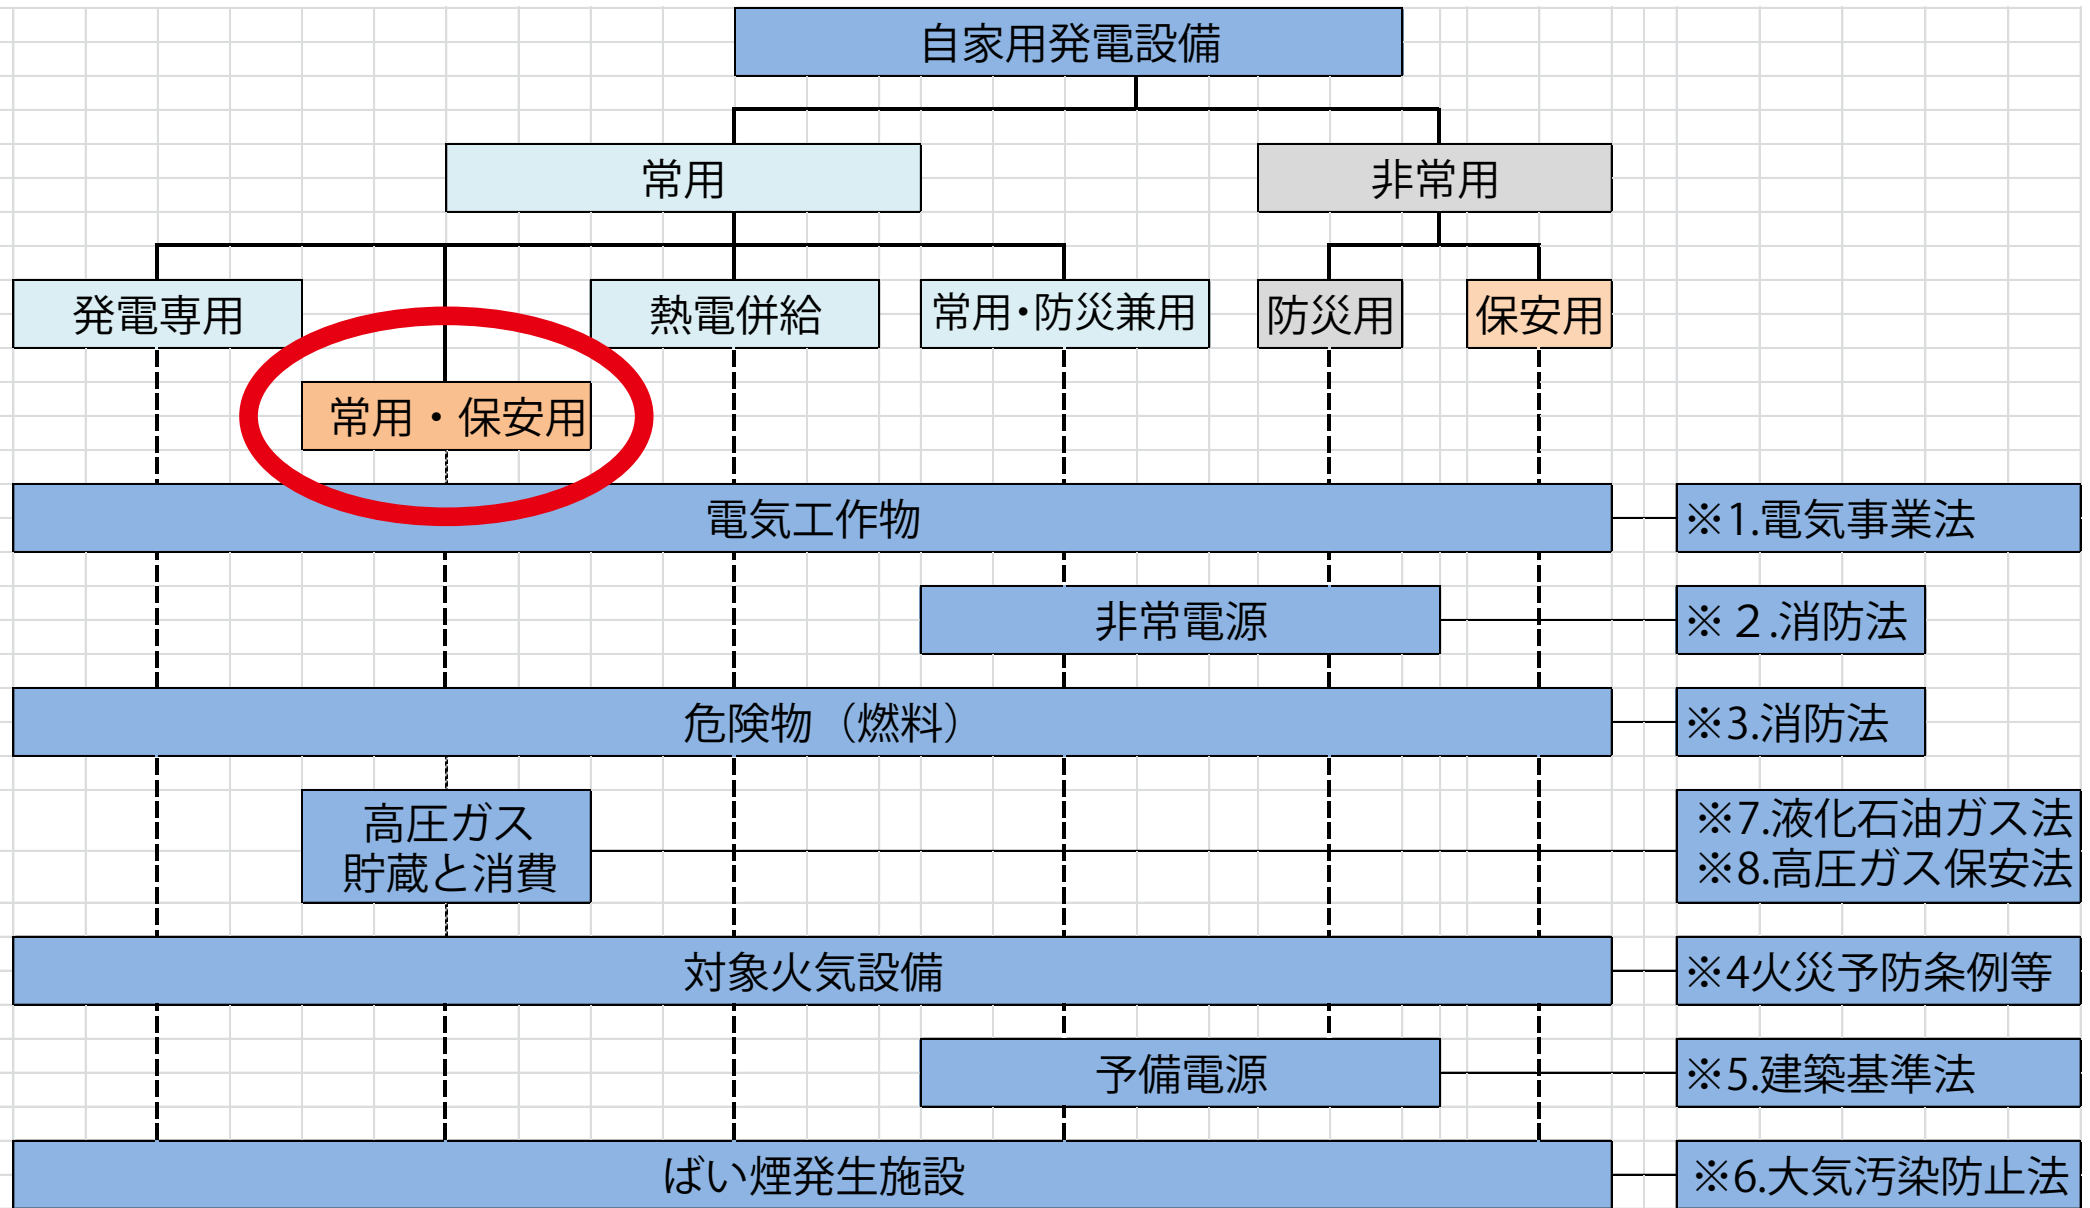 自家用発電設備
常用
非常用
発電専用
熱電併給
常用・防災兼用
防災用
保安用
常用・保安用
電気工作物
※1.電気事業法
非常電源
※２.消防法
危険物（燃料）
※3.消防法
高圧ガス
貯蔵と消費
※7.液化石油ガス法
※8.高圧ガス保安法
対象火気設備
※4火災予防条例等
予備電源
※5.建築基準法
ばい煙発生施設
※6.大気汚染防止法